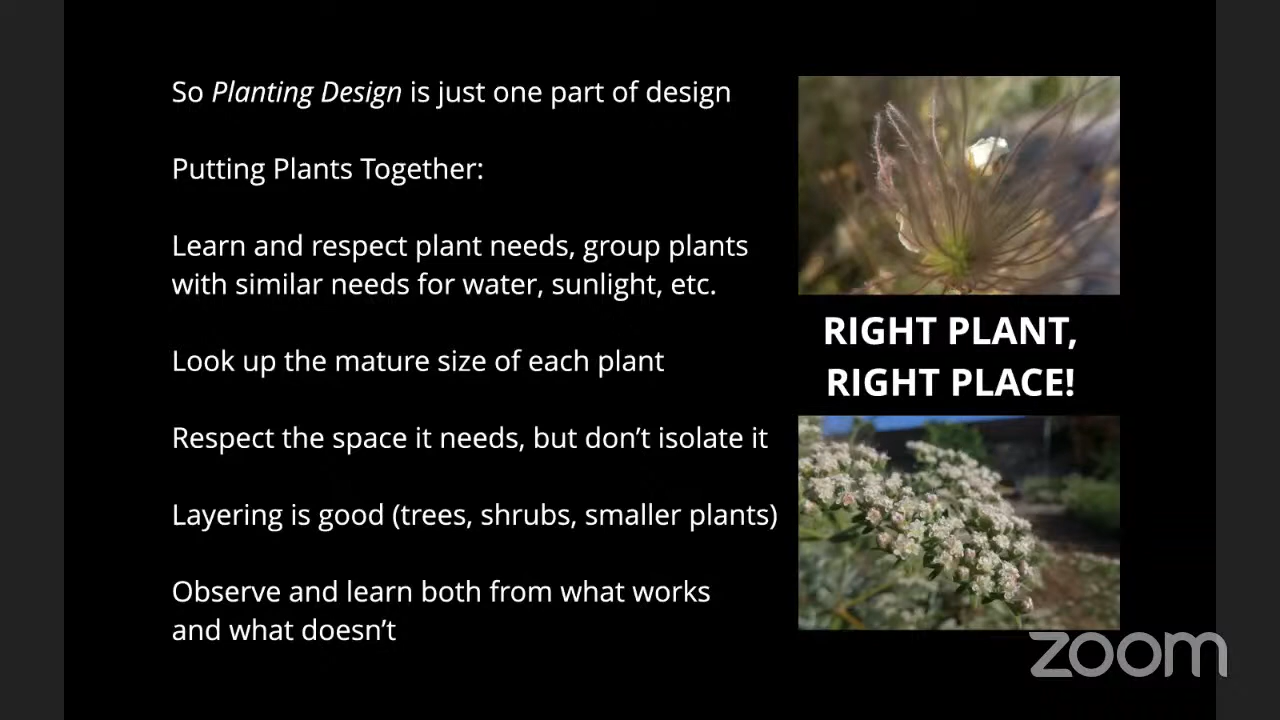 So Planting Design is just one part of design
Putting Plants Together:
Learn and respect plant needs, group plants
with similar needs for water, sunlight, etc.
Look up the mature size of each plant
Respect the space it needs, but don’t isolate it
Layering is good (trees, shrubs, smaller plants)
Observe and learn both from what works
and what doesn’t
RIGHT PLANT,
RIGHT PLACE!
zoom